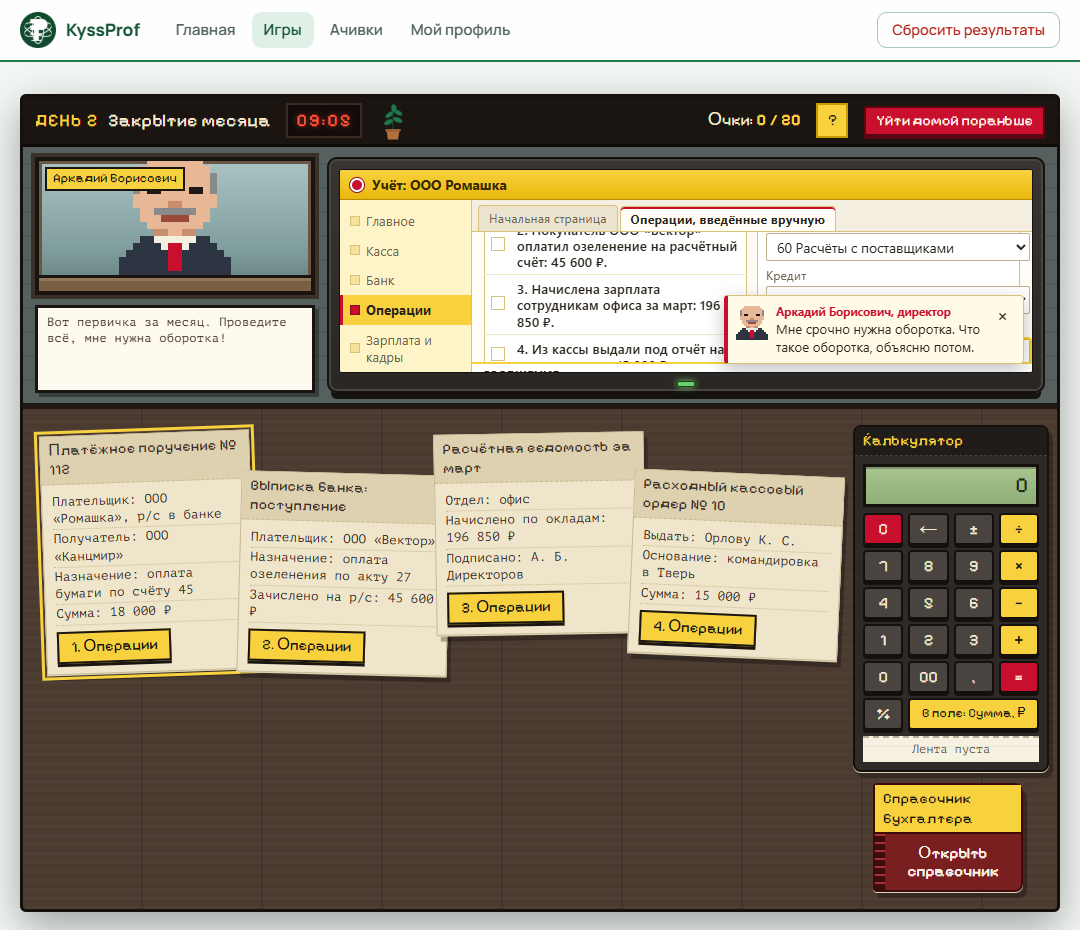 KyssProf
Главная
Игры
Ачивки
Мой профиль
Сбросить результаты
ДЕНЬ 2 Закрытие месяца
09:02
Очки: 0 / 80
?
Уйти домой пораньше
Аркадий Борисович
Вот первичка за месяц. Проведите
всё, мне нужна оборотка!
Учёт: ООО Ромашка
Главное
Касса
Банк
Операции
Зарплата и
кадры
Начальная страница
Операции, введённые вручную
2. Покупатель ООО «Вектор»
оплатил озеленение на расчётный
счёт: 45 600 ₽.
3. Начислена зарплата
сотрудникам офиса за март: 196
850 ₽.
4. Из кассы выдали под отчёт на
60 Расчёты с поставщиками
Кредит
Аркадий Борисович, директор
Мне срочно нужна оборотка. Что
такое оборотка, объясню потом.
×
Платёжное поручение №
112
Плательщик: ООО
«Ромашка», р/с в банке
Получатель: ООО
«Канцмир»
Назначение: оплата
бумаги по счёту 45
Сумма: 18 000 ₽
1. Операции
Выписка банка:
поступление
Плательщик: ООО «Вектор»
Назначение: оплата
озеленения по акту 27
Зачислено на р/с: 45 600
₽
2. Операции
Расчётная ведомость за
март
Отдел: офис
Начислено по окладам:
196 850 ₽
Подписано: А. Б.
Директоров
3. Операции
Расходный кассовый
ордер № 10
Выдать: Орлову К. С.
Основание: командировка
в Тверь
Сумма: 15 000 ₽
4. Операции
Калькулятор
0
С ← ± ÷
7 8 9 ×
4 5 6 −
1 2 3 +
0 00 , =
% В поле: Сумма, ₽
Лента пуста
Справочник
бухгалтера
Открыть
справочник